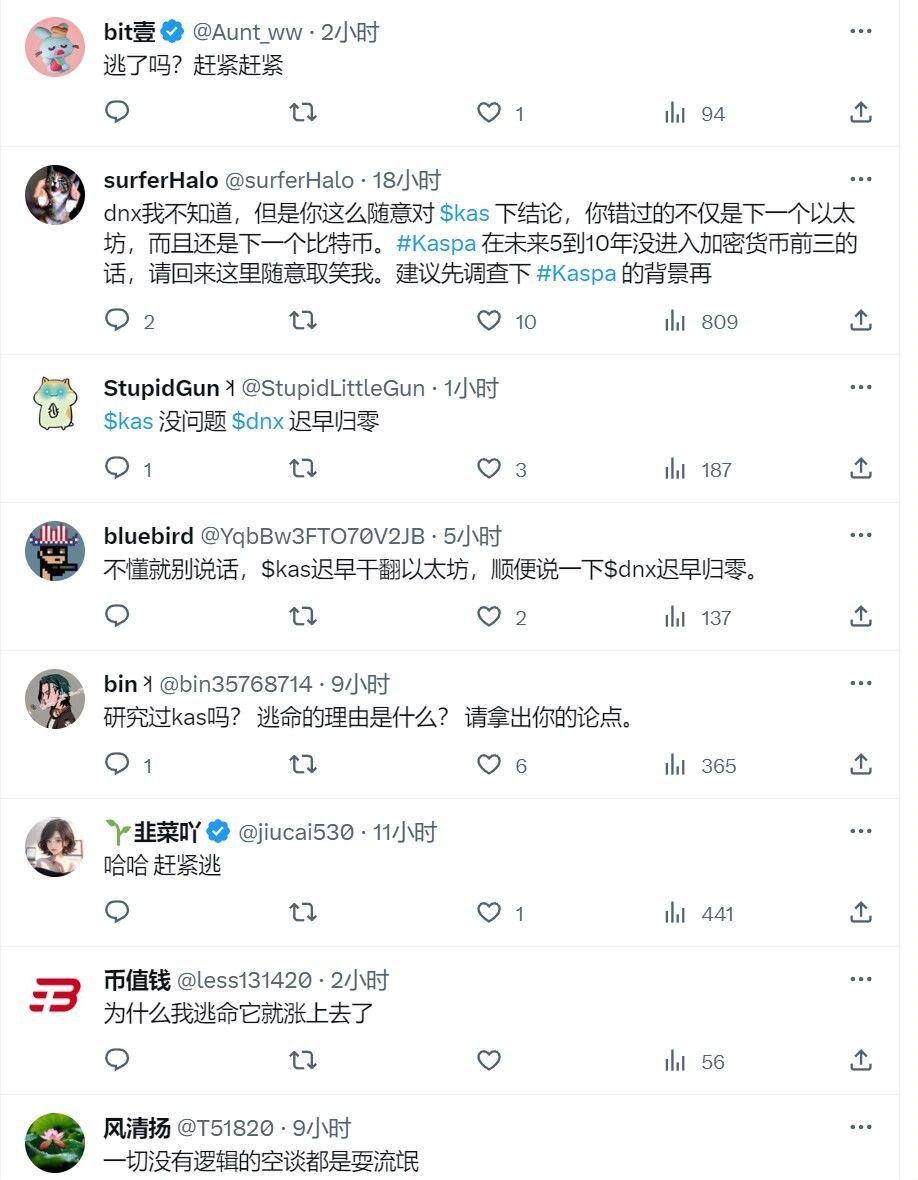 bit壹 @Aunt_ww · 2小时
逃了吗？赶紧赶紧
1 94
surferHalo @surferHalo · 18小时
dnx我不知道，但是你这么随意对 $kas 下结论，你错过的不仅是下一个以太
坊，而且还是下一个比特币。#Kaspa 在未来5到10年没进入加密货币前三的
话，请回来这里随意取笑我。建议先调查下 #Kaspa 的背景再
2 10 809
StupidGun @StupidLittleGun · 1小时
$kas 没问题 $dnx 迟早归零
1 3 187
bluebird @YqbBw3FTO70V2JB · 5小时
不懂就别说话，$kas迟早干翻以太坊，顺便说一下$dnx迟早归零。
2 137
bin @bin35768714 · 9小时
研究过kas吗？ 逃命的理由是什么？ 请拿出你的论点。
1 6 365
韭菜吖 @jiucai530 · 11小时
哈哈 赶紧逃
1 441
币值钱 @less131420 · 2小时
为什么我逃命它就涨上去了
56
风清扬 @T51820 · 9小时
一切没有逻辑的空谈都是耍流氓